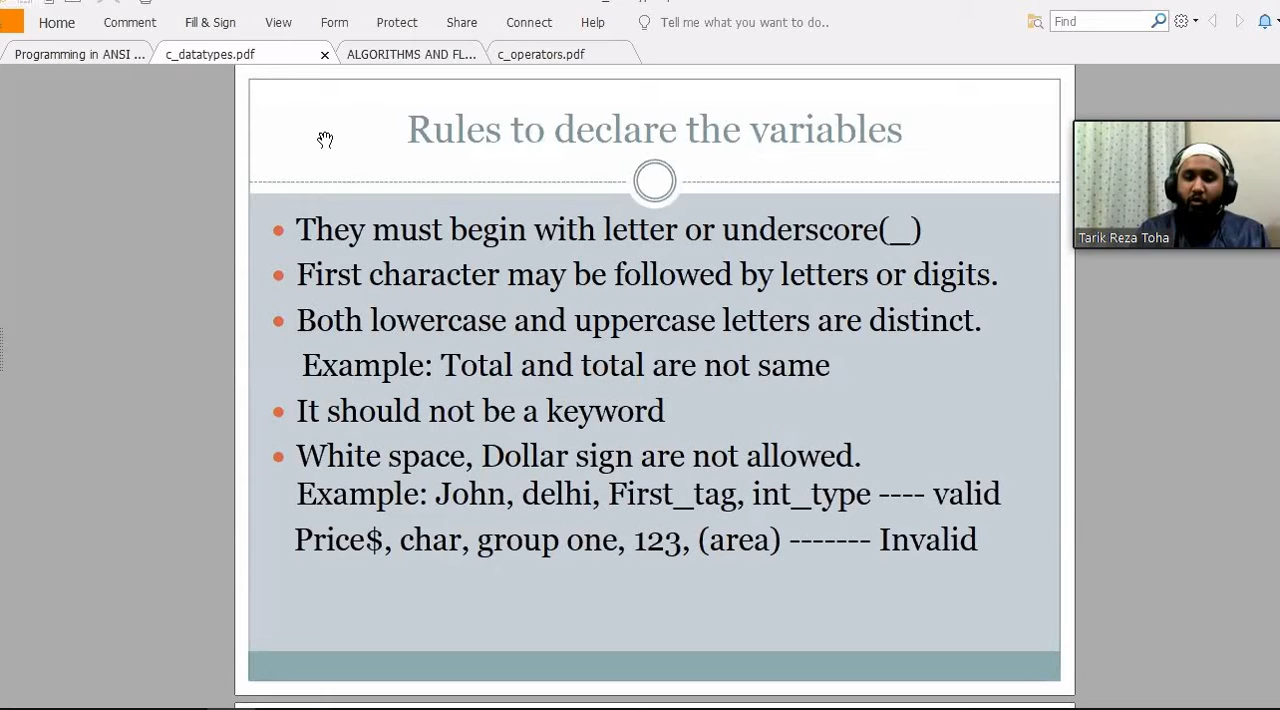 Home Comment Fill & Sign View Form Protect Share Connect Help Tell me what you want to do.. Find
Programming in ANSI ... c_datatypes.pdf ALGORITHMS AND FL... c_operators.pdf
Rules to declare the variables
They must begin with letter or underscore(_)
First character may be followed by letters or digits.
Both lowercase and uppercase letters are distinct.
Example: Total and total are not same
It should not be a keyword
White space, Dollar sign are not allowed.
Example: John, delhi, First_tag, int_type ---- valid
Price$, char, group one, 123, (area) ------- Invalid
Tarik Reza Toha